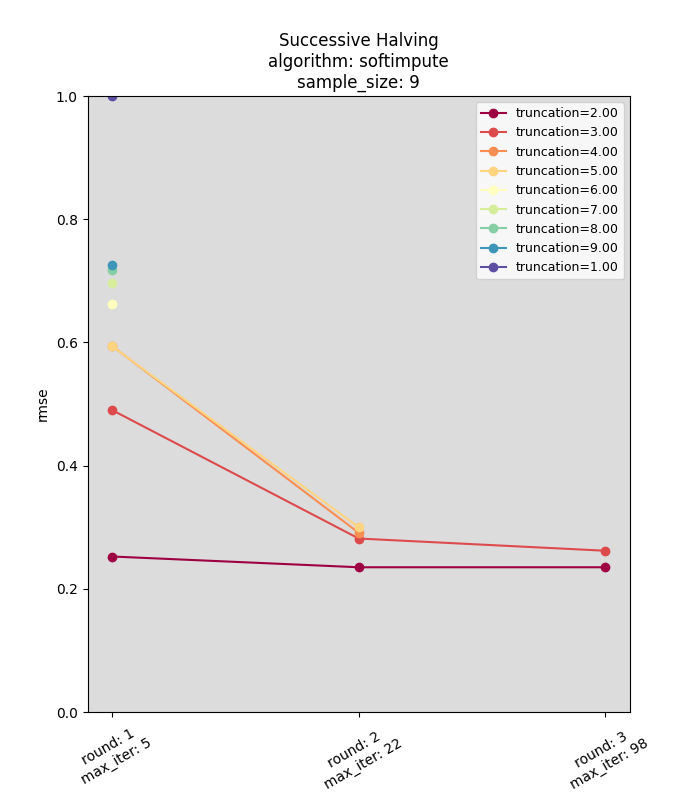 Successive Halving
algorithm: softimpute
sample_size: 9
1.0
0.8
0.6
0.4
0.2
0.0
rmse
truncation=2.00
truncation=3.00
truncation=4.00
truncation=5.00
truncation=6.00
truncation=7.00
truncation=8.00
truncation=9.00
truncation=1.00
round: 1
max_iter: 5
round: 2
max_iter: 22
round: 3
max_iter: 98